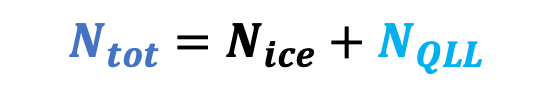 N_tot = N_ice + N_QLL